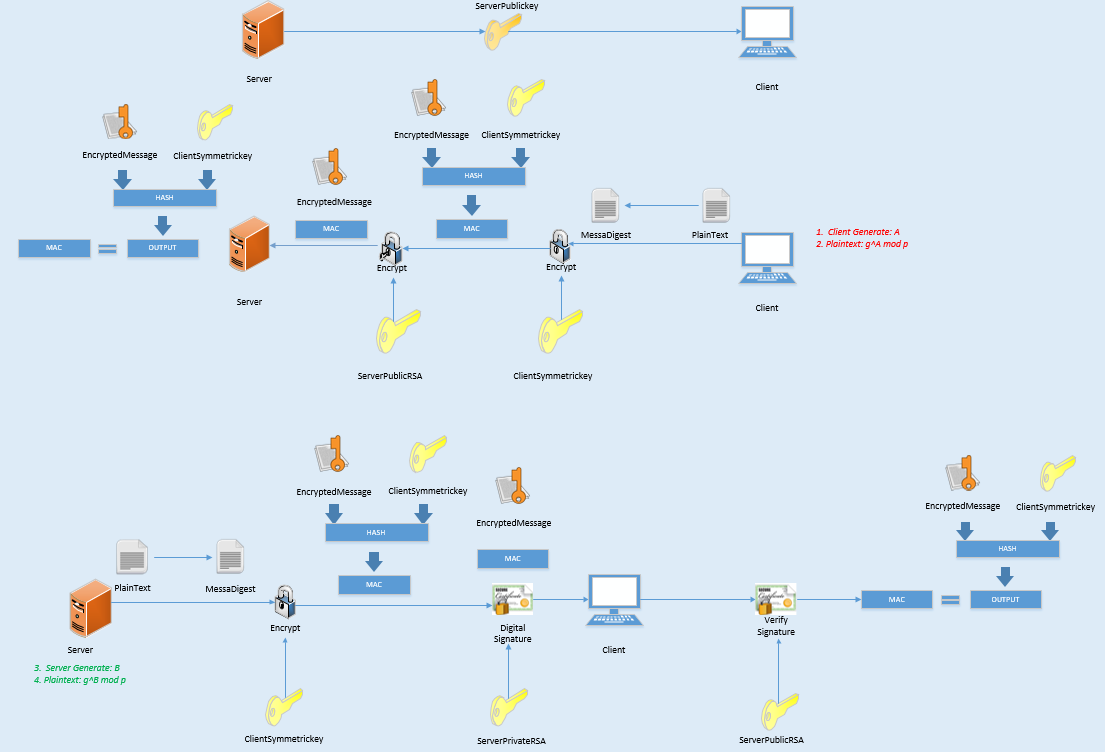 ServerPublickey
Server
Client
EncryptedMessage
ClientSymmetrickey
EncryptedMessage
ClientSymmetrickey
HASH
EncryptedMessage
HASH
MAC
MAC
MessaDigest
PlainText
1. Client Generate: A
2. Plaintext: g^A mod p
MAC
OUTPUT
Encrypt
Encrypt
Server
Client
ServerPublicRSA
ClientSymmetrickey
EncryptedMessage
ClientSymmetrickey
EncryptedMessage
EncryptedMessage
ClientSymmetrickey
HASH
HASH
MAC
MAC
PlainText
MessaDigest
MAC
OUTPUT
Encrypt
Digital
Signature
Verify
Signature
Server
Client
3. Server Generate: B
4. Plaintext: g^B mod p
ClientSymmetrickey
ServerPrivateRSA
ServerPublicRSA